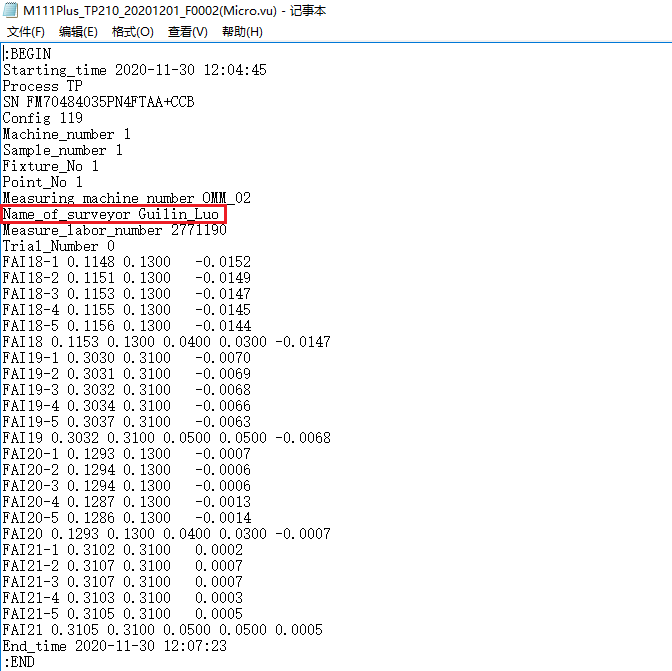 M111Plus_TP210_20201201_F0002(Micro.vu) - 记事本
文件(F) 编辑(E) 格式(O) 查看(V) 帮助(H)
:BEGIN
Starting_time 2020-11-30 12:04:45
Process TP
SN FM70484035PN4FTAA+CCB
Config 119
Machine_number 1
Sample_number 1
Fixture_No 1
Point_No 1
Measuring_machine_number OMM_02
Name_of_surveyor Guilin_Luo
Measure_labor_number 2771190
Trial_Number 0
FAI18-1 0.1148 0.1300   -0.0152
FAI18-2 0.1151 0.1300   -0.0149
FAI18-3 0.1153 0.1300   -0.0147
FAI18-4 0.1155 0.1300   -0.0145
FAI18-5 0.1156 0.1300   -0.0144
FAI18 0.1153 0.1300 0.0400 0.0300 -0.0147
FAI19-1 0.3030 0.3100   -0.0070
FAI19-2 0.3031 0.3100   -0.0069
FAI19-3 0.3032 0.3100   -0.0068
FAI19-4 0.3034 0.3100   -0.0066
FAI19-5 0.3037 0.3100   -0.0063
FAI19 0.3032 0.3100 0.0500 0.0500 -0.0068
FAI20-1 0.1293 0.1300   -0.0007
FAI20-2 0.1294 0.1300   -0.0006
FAI20-3 0.1294 0.1300   -0.0006
FAI20-4 0.1287 0.1300   -0.0013
FAI20-5 0.1286 0.1300   -0.0014
FAI20 0.1293 0.1300 0.0400 0.0300 -0.0007
FAI21-1 0.3102 0.3100   0.0002
FAI21-2 0.3107 0.3100   0.0007
FAI21-3 0.3107 0.3100   0.0007
FAI21-4 0.3103 0.3100   0.0003
FAI21-5 0.3105 0.3100   0.0005
FAI21 0.3105 0.3100 0.0500 0.0500 0.0005
End_time 2020-11-30 12:07:23
:END